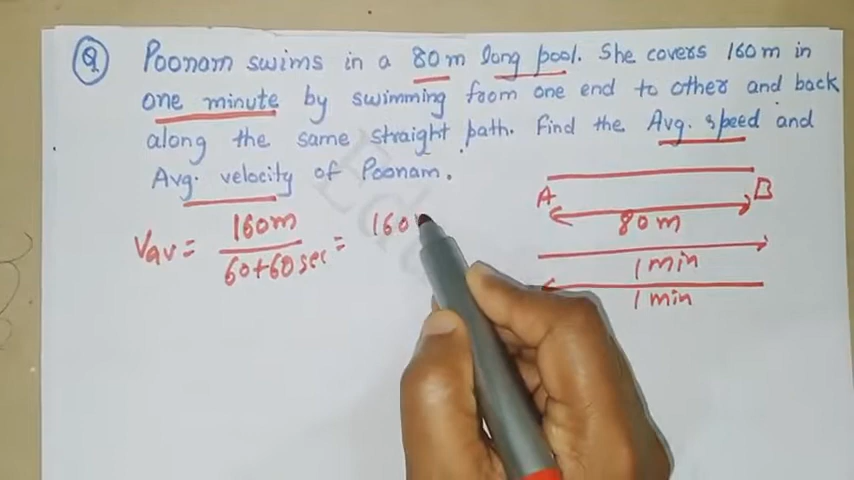 Q Poonam swims in a 80m long pool. She covers 160m in
one minute by swimming from one end to other and back
along the same straight path. Find the Avg. speed and
Avg. velocity of Poonam.
A B
80 m
1 min
1 min
Vav = 160m / 60+60 sec = 160